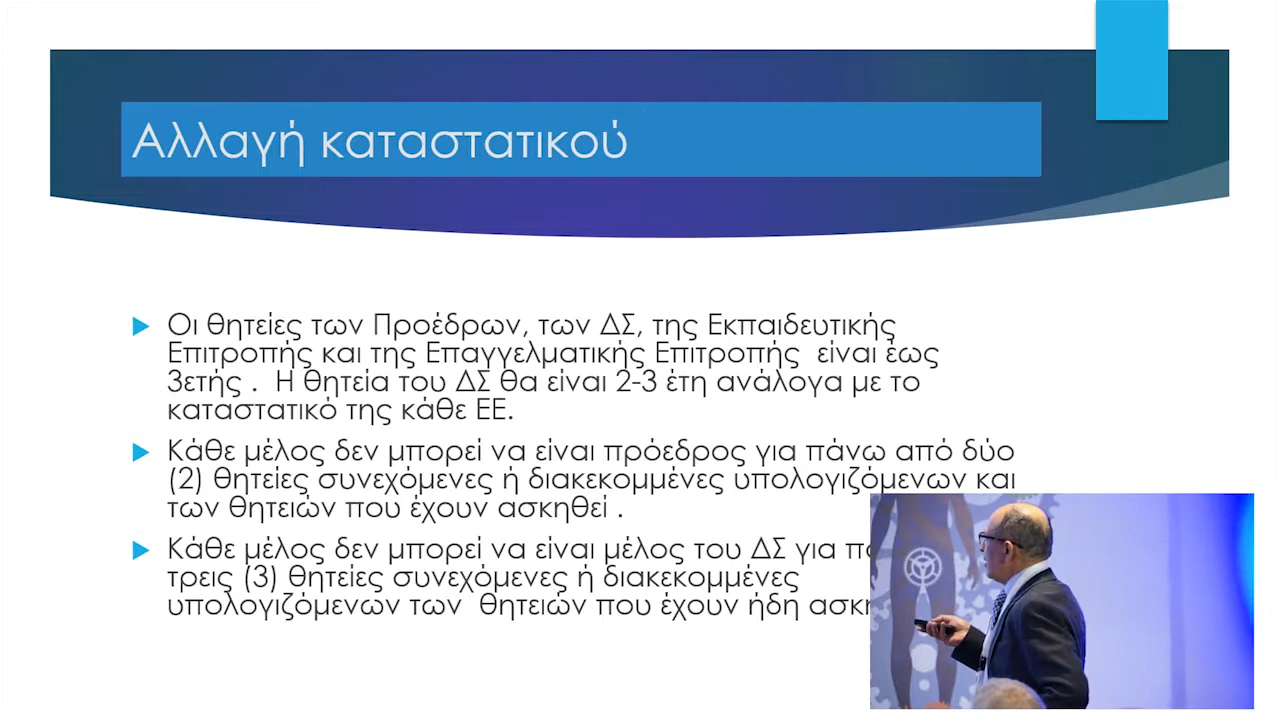 Αλλαγή καταστατικού
Οι θητείες των Προέδρων, των ΔΣ, της Εκπαιδευτικής
Επιτροπής και της Επαγγελματικής Επιτροπής είναι έως
3ετής . Η θητεία του ΔΣ θα είναι 2-3 έτη ανάλογα με το
καταστατικό της κάθε ΕΕ.
Κάθε μέλος δεν μπορεί να είναι πρόεδρος για πάνω από δύο
(2) θητείες συνεχόμενες ή διακεκομμένες υπολογιζόμενων και
των θητειών που έχουν ασκηθεί .
Κάθε μέλος δεν μπορεί να είναι μέλος του ΔΣ για
τρεις (3) θητείες συνεχόμενες ή διακεκομμένες
υπολογιζόμενων των θητειών που έχουν ήδη